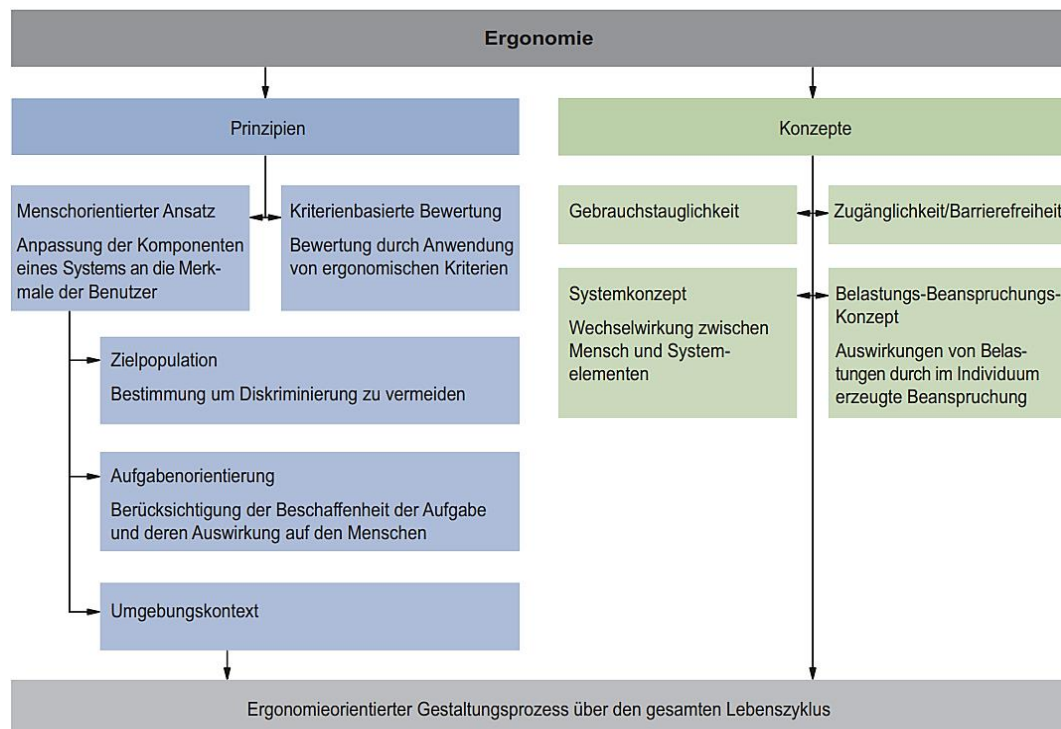 Ergonomie
Prinzipien
Konzepte
Menschorientierter Ansatz
Anpassung der Komponenten
eines Systems an die Merk-
male der Benutzer
Kriterienbasierte Bewertung
Bewertung durch Anwendung
von ergonomischen Kriterien
Gebrauchstauglichkeit
Zugänglichkeit/Barrierefreiheit
Systemkonzept
Wechselwirkung zwischen
Mensch und System-
elementen
Belastungs-Beanspruchungs-
Konzept
Auswirkungen von Belas-
tungen durch im Individuum
erzeugte Beanspruchung
Zielpopulation
Bestimmung um Diskriminierung zu vermeiden
Aufgabenorientierung
Berücksichtigung der Beschaffenheit der Aufgabe
und deren Auswirkung auf den Menschen
Umgebungskontext
Ergonomieorientierter Gestaltungsprozess über den gesamten Lebenszyklus